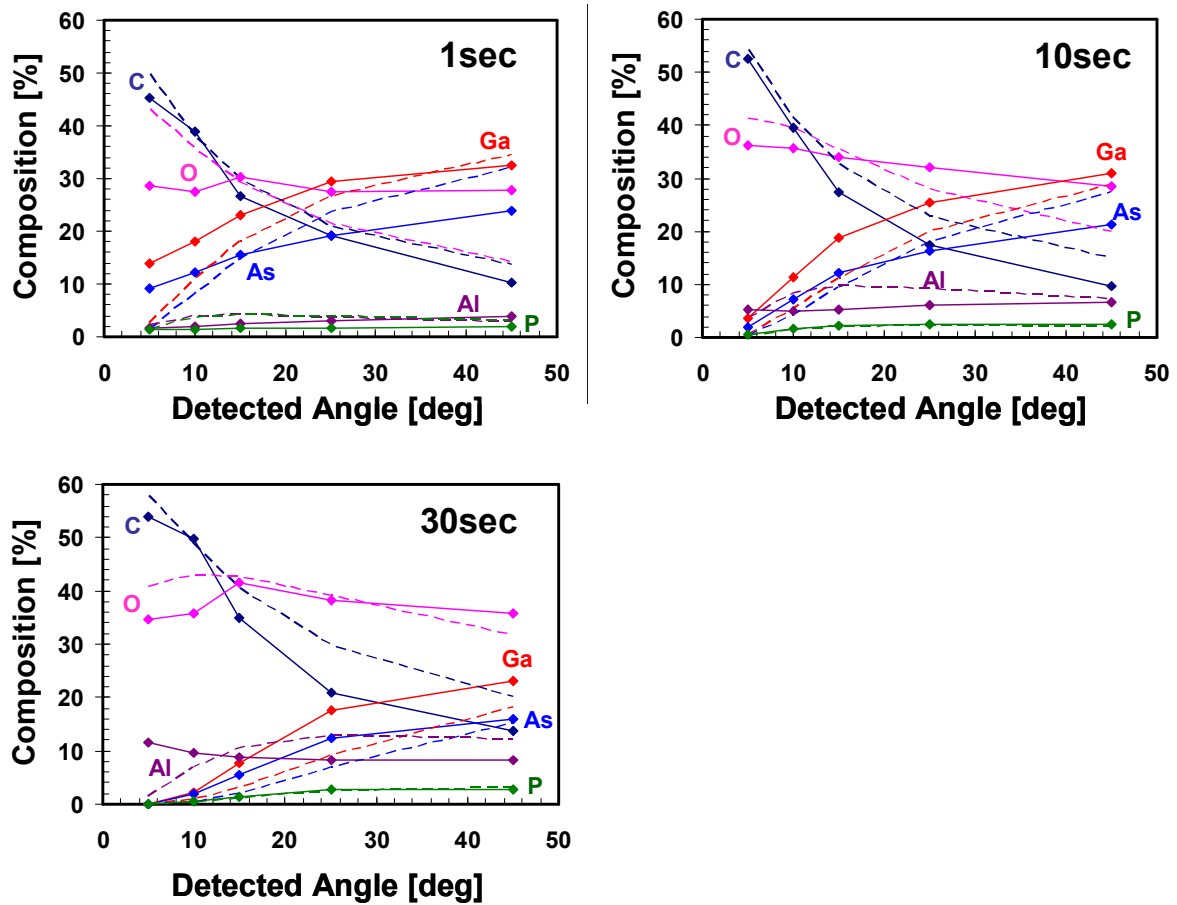 1sec
60
50
40
30
20
10
0
Composition [%]
C
O
Ga
As
Al
P
0 10 20 30 40 50
Detected Angle [deg]
10sec
60
50
40
30
20
10
0
Composition [%]
C
O
Ga
As
Al
P
0 10 20 30 40 50
Detected Angle [deg]
30sec
60
50
40
30
20
10
0
Composition [%]
C
O
Ga
As
Al
P
0 10 20 30 40 50
Detected Angle [deg]